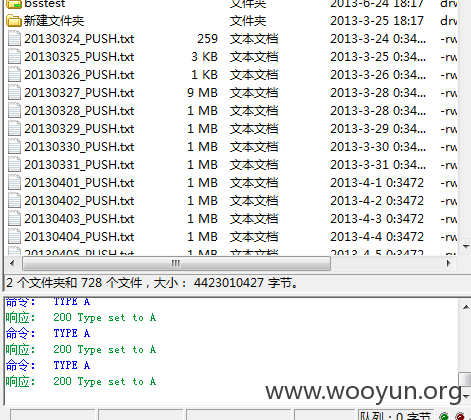 bsstest 文件夹 2013-6-24 18:17 drw
新建文件夹 文件夹 2013-3-25 18:17 drw
20130324_PUSH.txt 259 文本文档 2013-3-24 0:34... -rw
20130325_PUSH.txt 3 KB 文本文档 2013-3-25 0:34... -rw
20130326_PUSH.txt 1 KB 文本文档 2013-3-26 0:34... -rw
20130327_PUSH.txt 9 MB 文本文档 2013-3-28 0:34... -rw
20130328_PUSH.txt 1 MB 文本文档 2013-3-28 0:34... -rw
20130329_PUSH.txt 1 MB 文本文档 2013-3-29 0:34... -rw
20130330_PUSH.txt 1 MB 文本文档 2013-3-30 0:34... -rw
20130331_PUSH.txt 1 MB 文本文档 2013-3-31 0:34... -rw
20130401_PUSH.txt 1 MB 文本文档 2013-4-1 0:3472 -rw
20130402_PUSH.txt 1 MB 文本文档 2013-4-2 0:3472 -rw
20130403_PUSH.txt 1 MB 文本文档 2013-4-3 0:3472 -rw
20130404_PUSH.txt 1 MB 文本文档 2013-4-4 0:3472 -rw
20130405_PUSH.txt 1 MB 文本文档 2013-4-5 0:3472 -rw
2 个文件夹和 728 个文件，大小： 4423010427 字节。
命令： TYPE A
响应： 200 Type set to A
命令： TYPE A
响应： 200 Type set to A
命令： TYPE A
响应： 200 Type set to A
www.wooyun.org
队列：0 字节